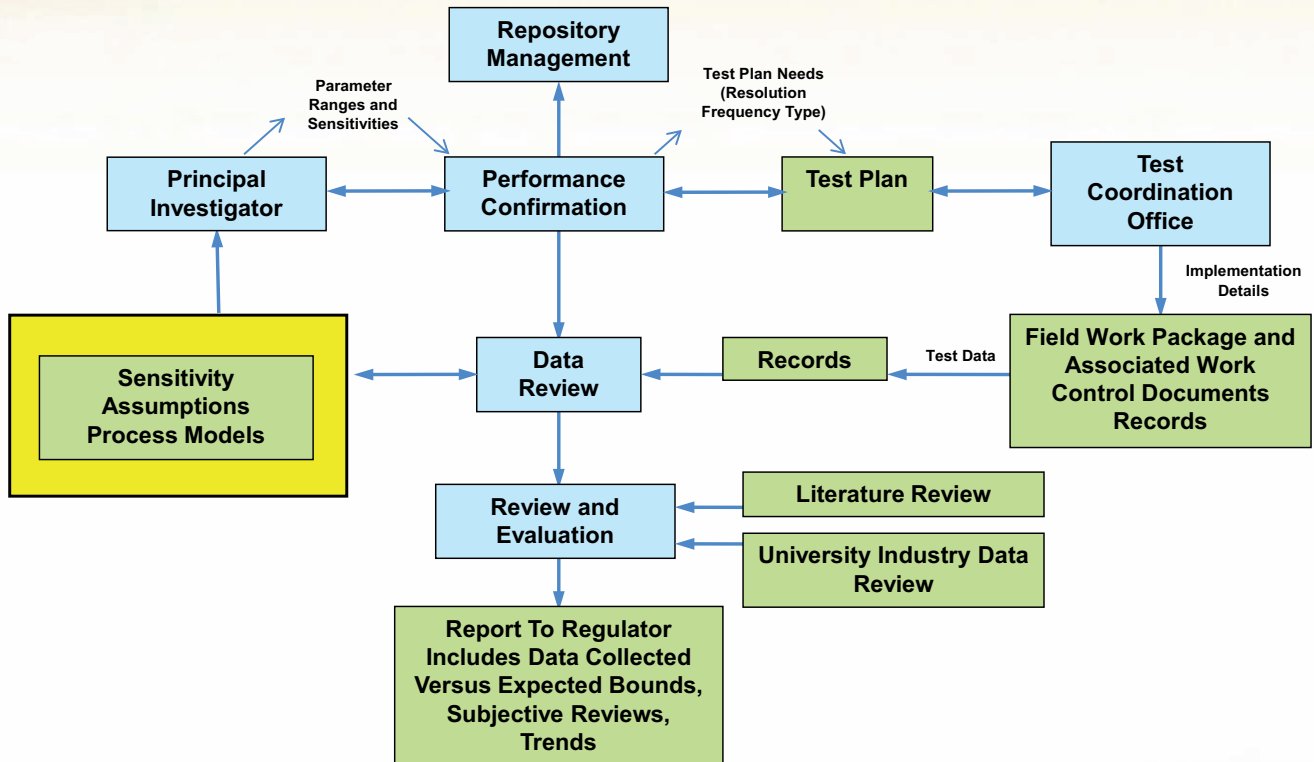 Repository
Management
Parameter
Ranges and
Sensitivities
Test Plan Needs
(Resolution
Frequency Type)
Principal
Investigator
Performance
Confirmation
Test Plan
Test
Coordination
Office
Implementation
Details
Sensitivity
Assumptions
Process Models
Data
Review
Records
Test Data
Field Work Package and
Associated Work
Control Documents
Records
Review and
Evaluation
Literature Review
University Industry Data
Review
Report To Regulator
Includes Data Collected
Versus Expected Bounds,
Subjective Reviews,
Trends